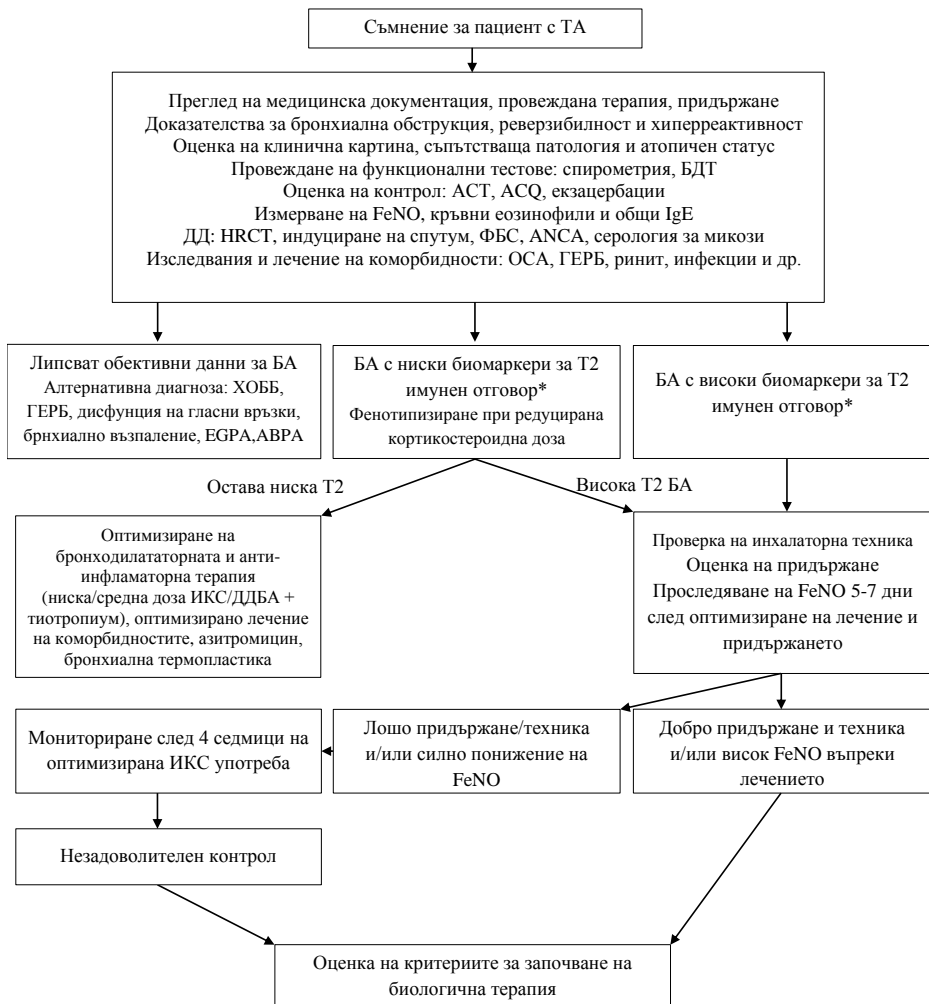 Съмнение за пациент с ТА
Преглед на медицинска документация, провеждана терапия, придържане
Доказателства за бронхиална обструкция, реверзибилност и хиперреактивност
Оценка на клинична картина, съпътстваща патология и атопичен статус
Провеждане на функционални тестове: спирометрия, БДТ
Оценка на контрол: ACT, ACQ, екзацербации
Измерване на FeNO, кръвни еозинофили и общи IgE
ДД: HRCT, индуциране на спутум, ФБС, ANCA, серология за микози
Изследвания и лечение на коморбидности: ОСА, ГЕРБ, ринит, инфекции и др.
Липсват обективни данни за БА
Алтернативна диагноза: ХОББ,
ГЕРБ, дисфунция на гласни връзки,
брнхиално възпаление, EGPA,ABPA
БА с ниски биомаркери за Т2
имунен отговор*
Фенотипизиране при редуцирана
кортикостероидна доза
БА с високи биомаркери за Т2
имунен отговор*
Остава ниска Т2
Висока Т2 БА
Оптимизиране на
бронходилататорната и анти-
инфламаторна терапия
(ниска/средна доза ИКС/ДДБА +
тиотропиум), оптимизирано лечение
на коморбидностите, азитромицин,
бронхиална термопластика
Проверка на инхалаторна техника
Оценка на придържане
Проследяване на FeNO 5-7 дни
след оптимизиране на лечение и
придържането
Мониториране след 4 седмици на
оптимизирана ИКС употреба
Лошо придържане/техника
и/или силно понижение на
FeNO
Добро придържане и техника
и/или висок FeNO въпреки
лечението
Незадоволителен контрол
Оценка на критериите за започване на
биологична терапия